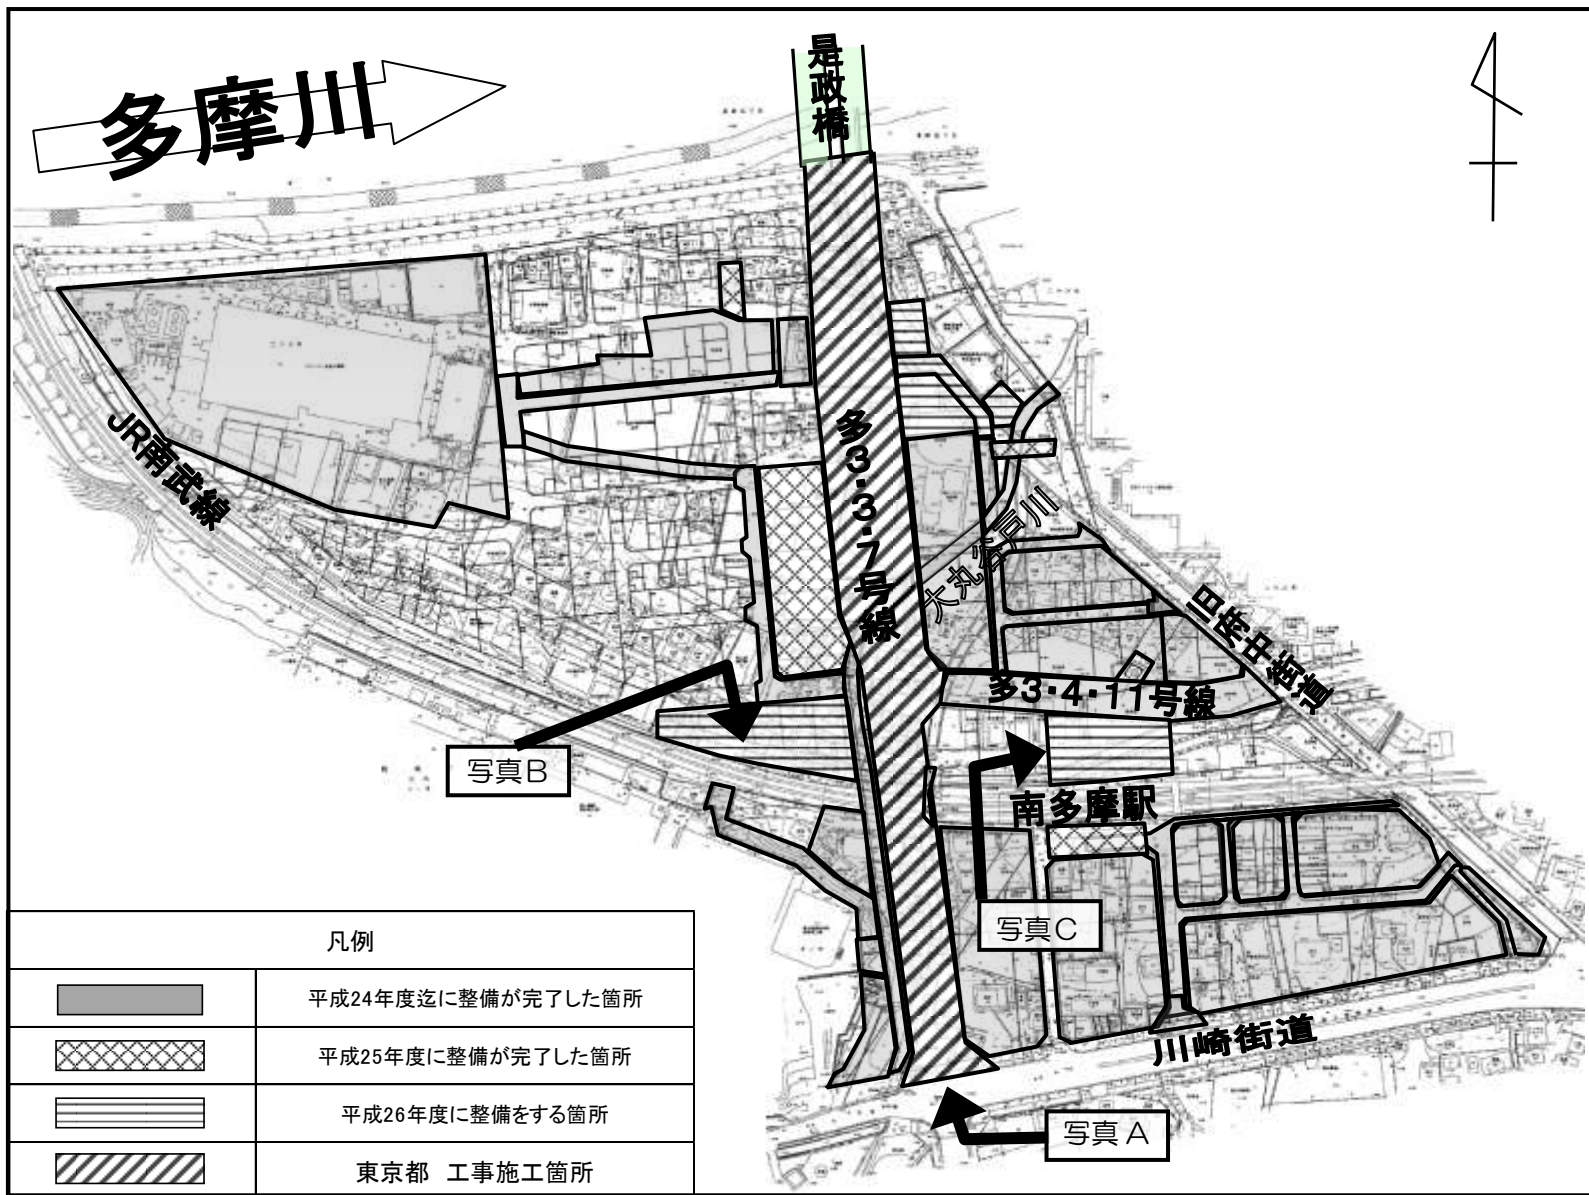 多摩川
是政橋
JR南武線
多3・3・7号線
大丸谷戸川
旧府中街道
多3・4・11号線
写真B
南多摩駅
写真C
川崎街道
写真A
凡例
平成24年度迄に整備が完了した箇所
平成25年度に整備が完了した箇所
平成26年度に整備をする箇所
東京都 工事施工箇所